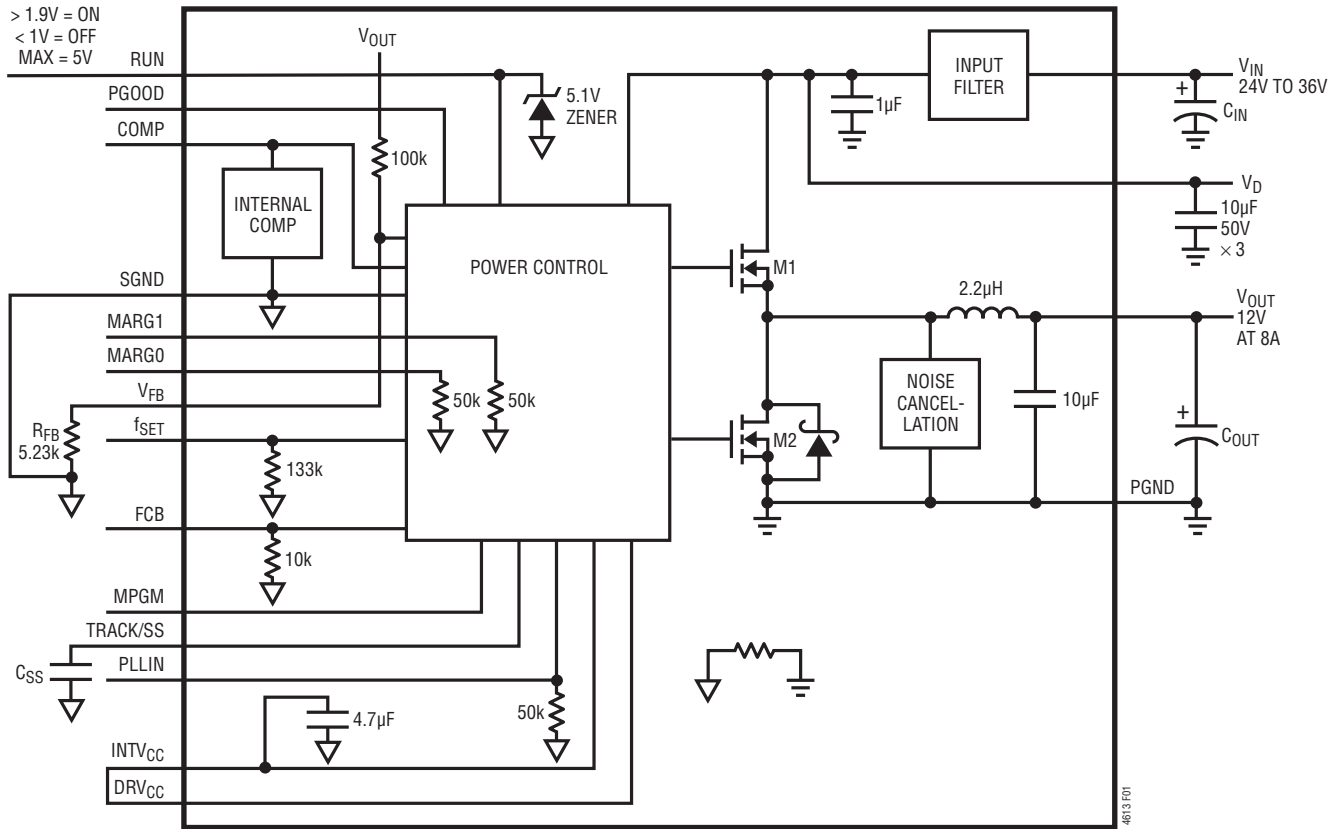 > 1.9V = ON
< 1V = OFF
MAX = 5V
RUN
PGOOD
COMP
SGND
MARG1
MARG0
VFB
fSET
FCB
MPGM
TRACK/SS
PLLIN
INTVCC
DRVCC
RFB
5.23k
CSS
VOUT
100k
5.1V
ZENER
INTERNAL
COMP
POWER CONTROL
50k
50k
133k
10k
4.7µF
50k
1µF
INPUT
FILTER
M1
M2
2.2µH
NOISE
CANCEL-
LATION
10µF
VIN
24V TO 36V
+
CIN
VD
10µF
50V
× 3
VOUT
12V
AT 8A
+
COUT
PGND
4613 F01